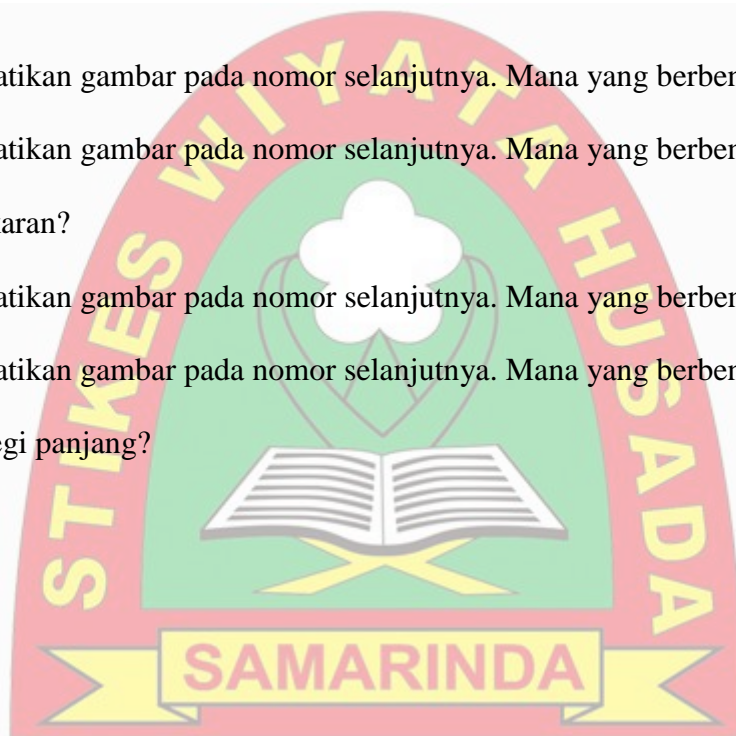 atikan gambar pada nomor selanjutnya. Mana yang berben
atikan gambar pada nomor selanjutnya. Mana yang berben
aran?
atikan gambar pada nomor selanjutnya. Mana yang berben
atikan gambar pada nomor selanjutnya. Mana yang berben
egi panjang?
STIKES WIYATA HUSADA
SAMARINDA